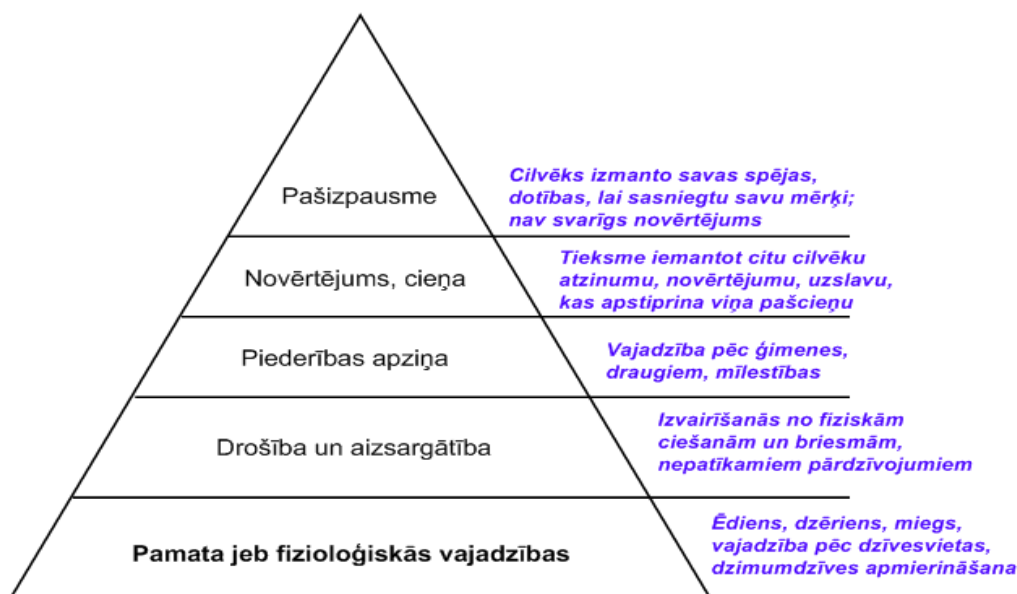 Pašizpausme
Cilvēks izmanto savas spējas,
dotības, lai sasniegtu savu mērķi;
nav svarīgs novērtējums
Novērtējums, cieņa
Tieksme iemantot citu cilvēku
atzinumu, novērtējumu, uzslavu,
kas apstiprina viņa pašcieņu
Piederības apziņa
Vajadzība pēc ģimenes,
draugiem, mīlestības
Drošība un aizsargātība
Izvairīšanās no fiziskām
ciešanām un briesmām,
nepatīkamiem pārdzīvojumiem
Pamata jeb fizioloģiskās vajadzības
Ēdiens, dzēriens, miegs,
vajadzība pēc dzīvesvietas,
dzimumdzīves apmierināšana